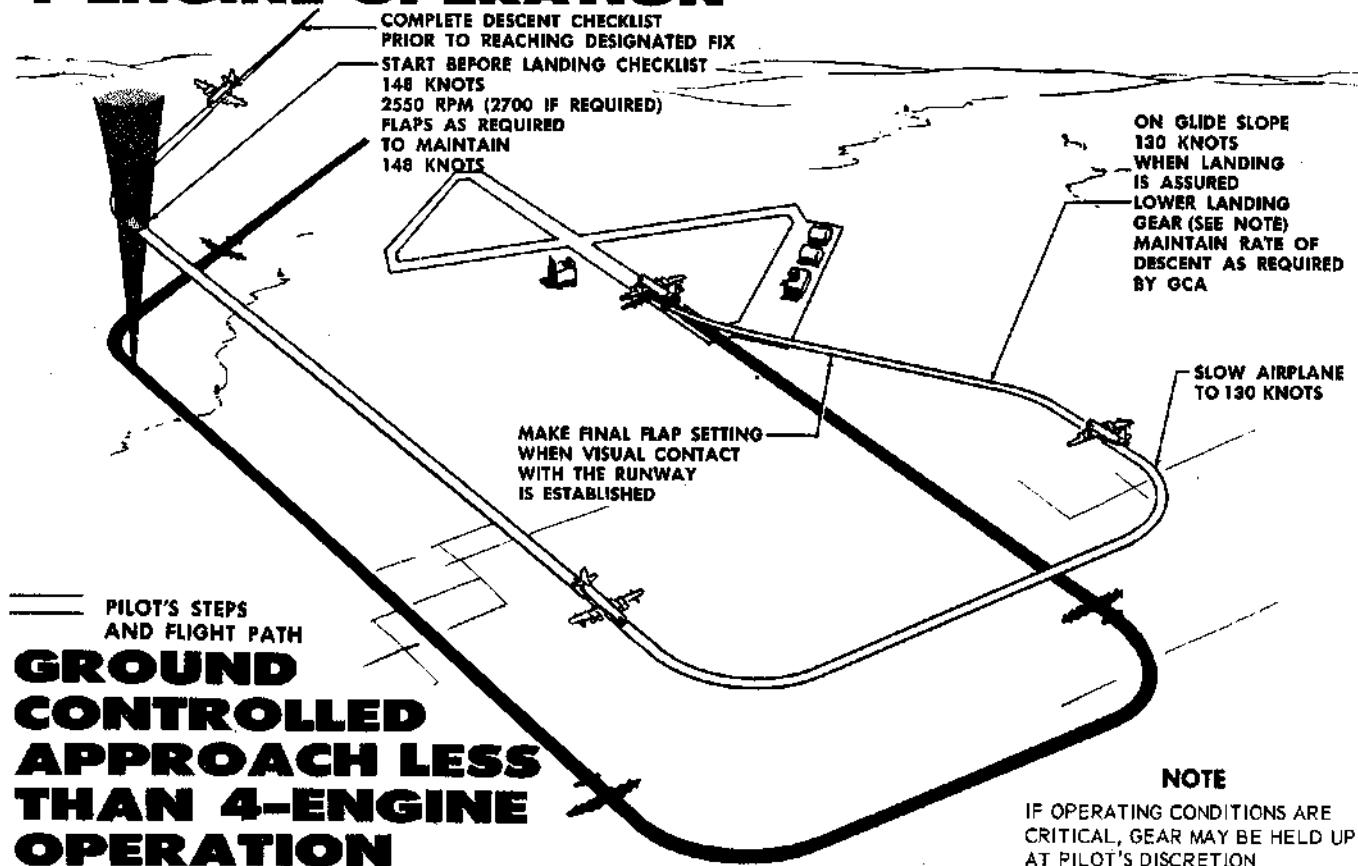 4-ENGINE OPERATION
COMPLETE DESCENT CHECKLIST
PRIOR TO REACHING DESIGNATED FIX
START BEFORE LANDING CHECKLIST
148 KNOTS
2550 RPM (2700 IF REQUIRED)
FLAPS AS REQUIRED
TO MAINTAIN
148 KNOTS
ON GLIDE SLOPE
130 KNOTS
WHEN LANDING
IS ASSURED
LOWER LANDING
GEAR (SEE NOTE)
MAINTAIN RATE OF
DESCENT AS REQUIRED
BY GCA
SLOW AIRPLANE
TO 130 KNOTS
MAKE FINAL FLAP SETTING
WHEN VISUAL CONTACT
WITH THE RUNWAY
IS ESTABLISHED
PILOT'S STEPS
AND FLIGHT PATH
GROUND
CONTROLLED
APPROACH LESS
THAN 4-ENGINE
OPERATION
NOTE
IF OPERATING CONDITIONS ARE
CRITICAL, GEAR MAY BE HELD UP
AT PILOT'S DISCRETION